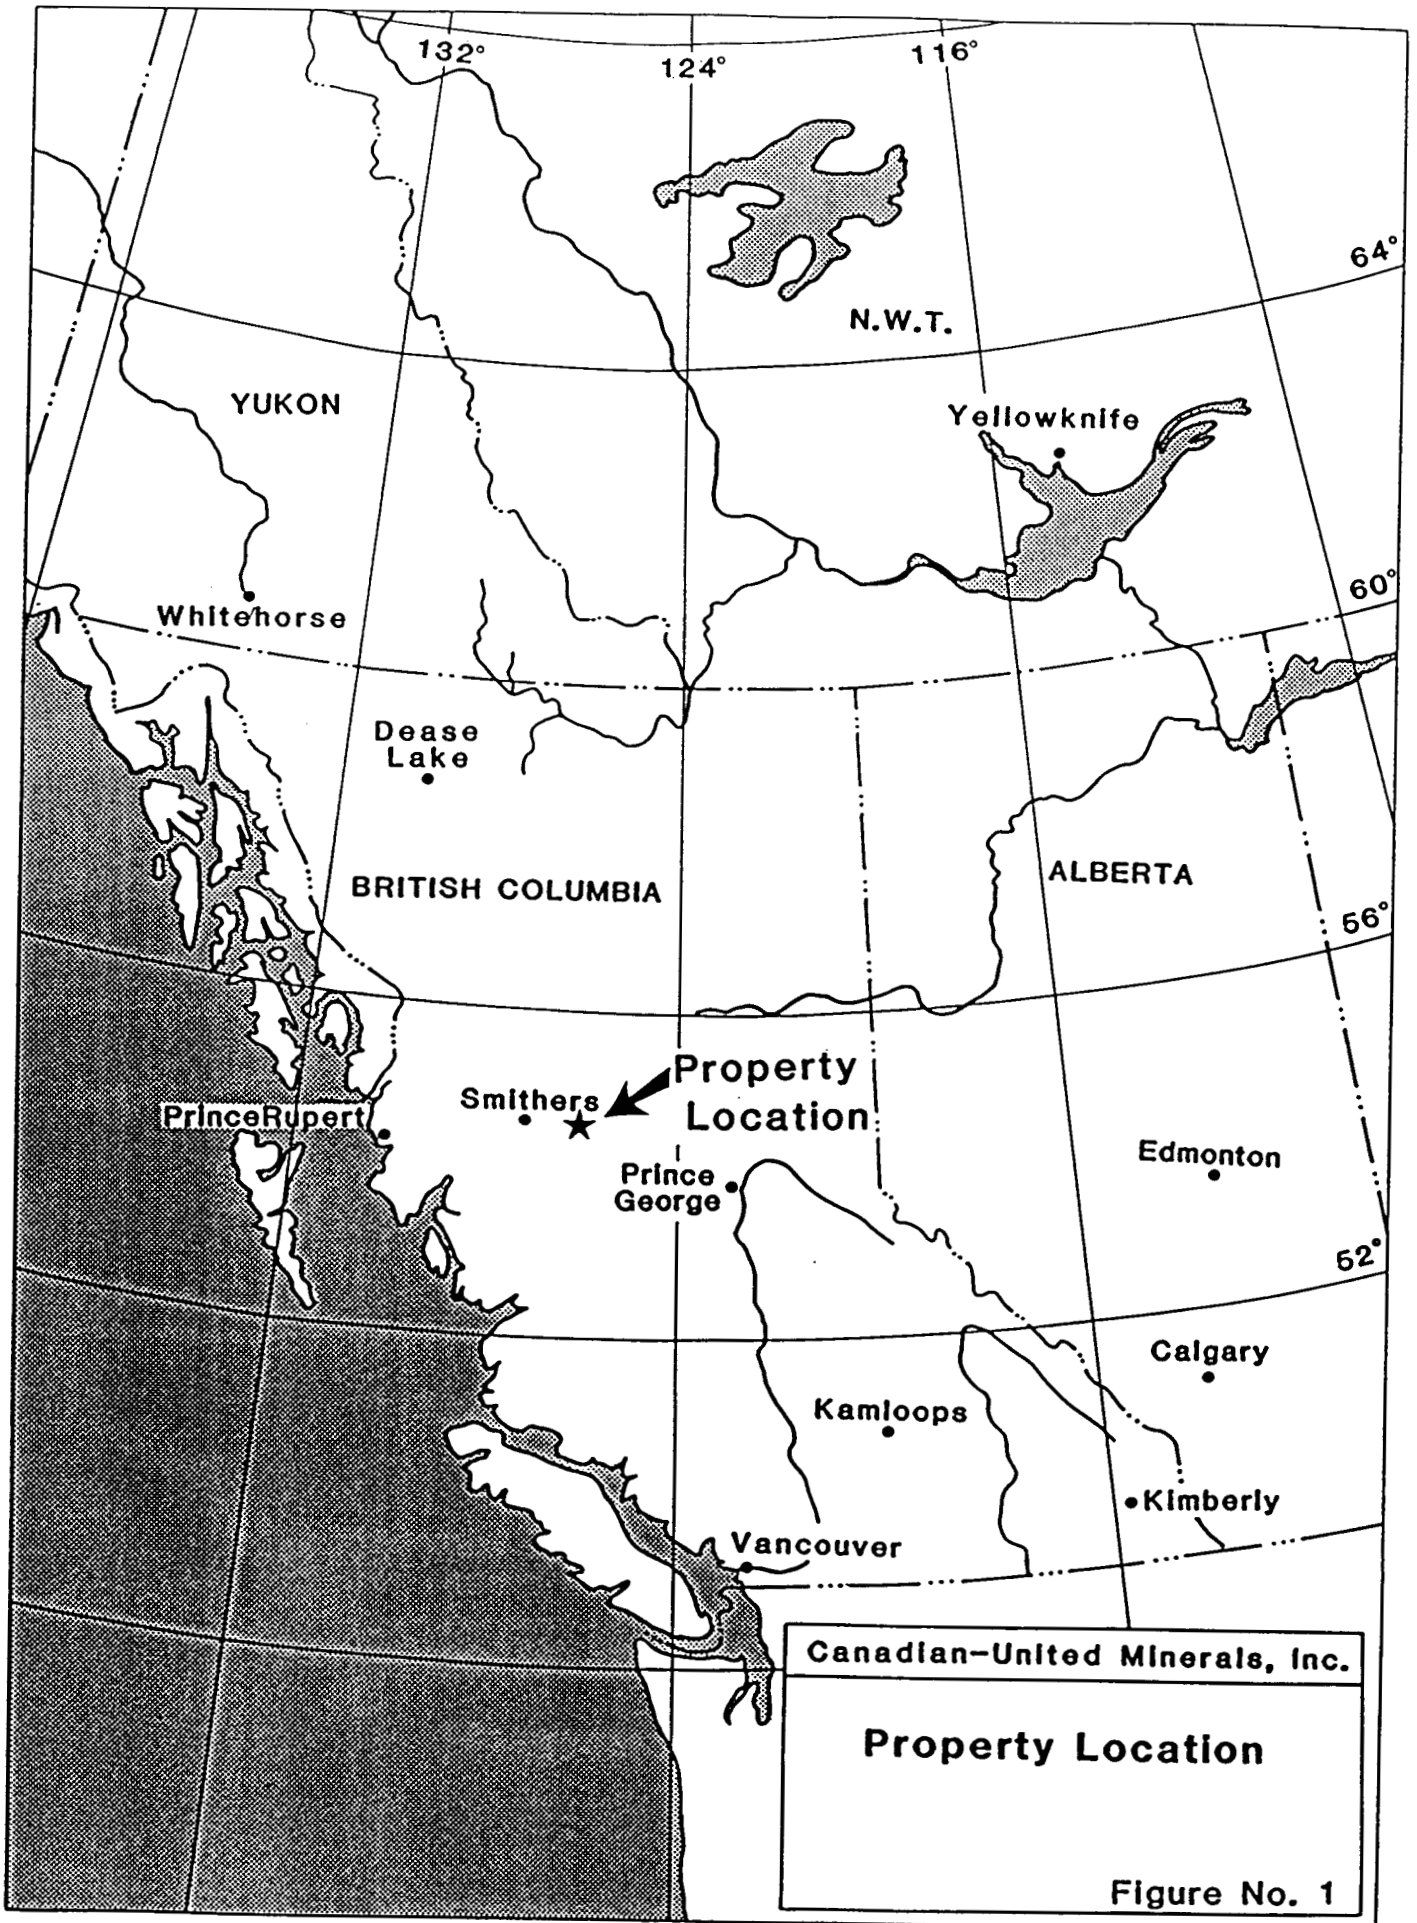 132°
124°
116°
64°
N.W.T.
YUKON
Yellowknife
60°
Whitehorse
Dease
Lake
BRITISH COLUMBIA
ALBERTA
56°
Property
Location
Smithers
PrinceRupert
Edmonton
Prince
George
52°
Calgary
Kamloops
Kimberly
Vancouver
Canadian-United Minerals, Inc.
Property Location
Figure No. 1